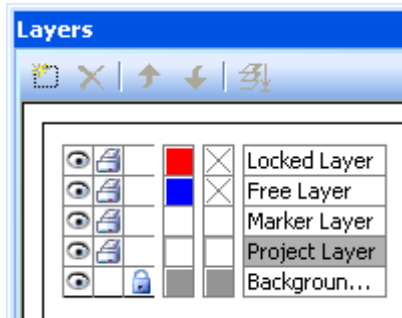 Layers
Locked Layer
Free Layer
Marker Layer
Project Layer
Backgroun...